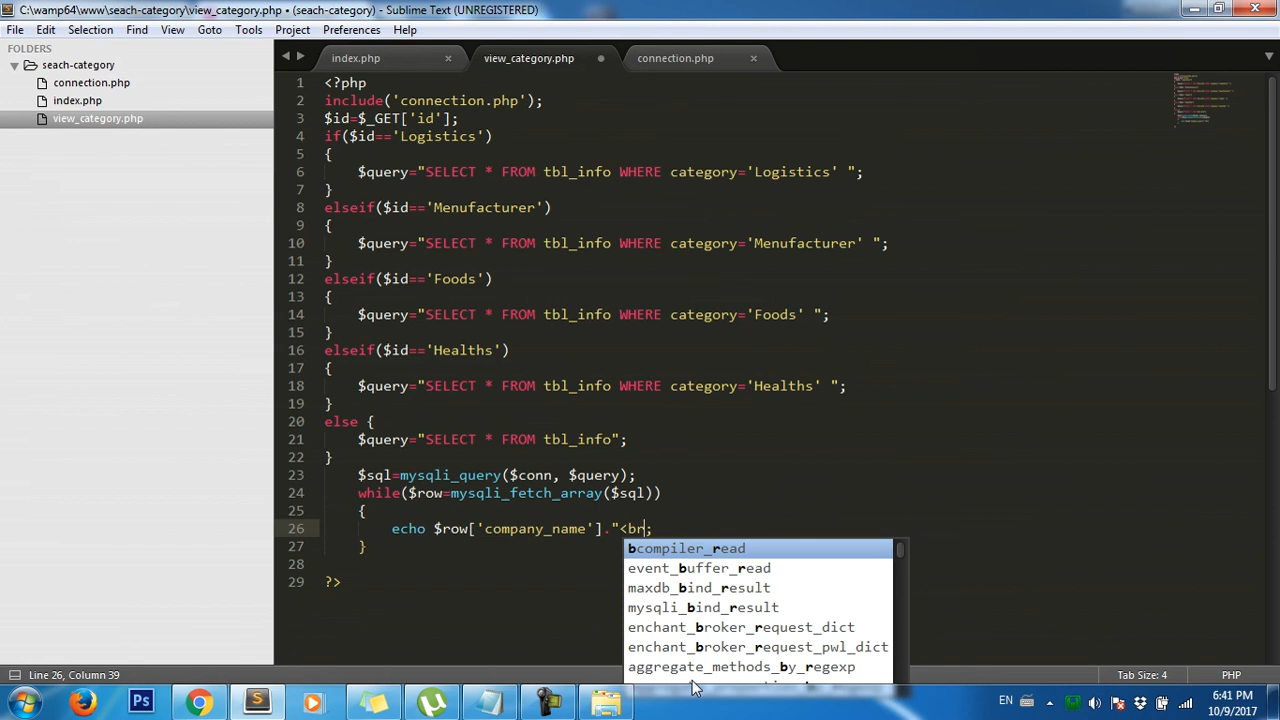 C:\wamp64\www\seach-category\view_category.php • (seach-category) - Sublime Text (UNREGISTERED)
File Edit Selection Find View Goto Tools Project Preferences Help
FOLDERS
seach-category
connection.php
index.php
view_category.php
index.php × view_category.php connection.php ×
1 <?php
2 include('connection.php');
3 $id=$_GET['id'];
4 if($id=='Logistics')
5 {
6 $query="SELECT * FROM tbl_info WHERE category='Logistics' ";
7 }
8 elseif($id=='Menufacturer')
9 {
10 $query="SELECT * FROM tbl_info WHERE category='Menufacturer' ";
11 }
12 elseif($id=='Foods')
13 {
14 $query="SELECT * FROM tbl_info WHERE category='Foods' ";
15 }
16 elseif($id=='Healths')
17 {
18 $query="SELECT * FROM tbl_info WHERE category='Healths' ";
19 }
20 else {
21 $query="SELECT * FROM tbl_info";
22 }
23 $sql=mysqli_query($conn, $query);
24 while($row=mysqli_fetch_array($sql))
25 {
26 echo $row['company_name']."<br;
27 }
28
29 ?>
bcompiler_read
event_buffer_read
maxdb_bind_result
mysqli_bind_result
enchant_broker_request_dict
enchant_broker_request_pwl_dict
aggregate_methods_by_regexp
Line 26, Column 39 Tab Size: 4 PHP
EN 6:41 PM
10/9/2017